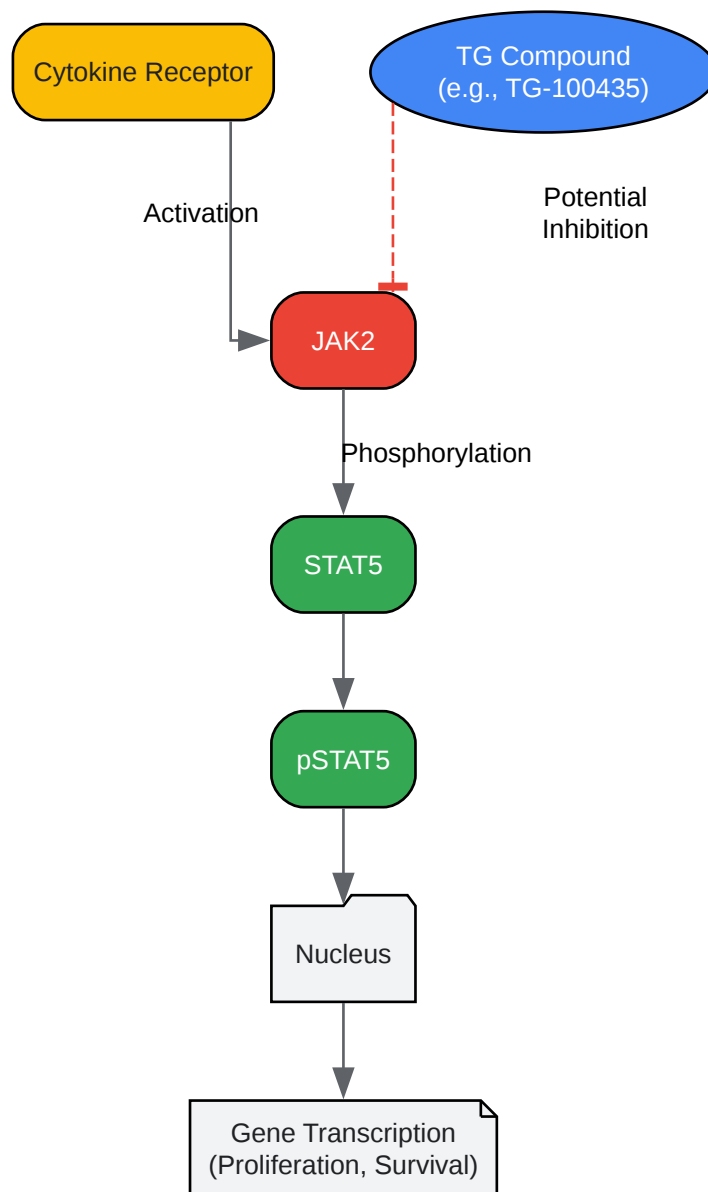 Cytokine Receptor
TG Compound
(e.g., TG-100435)
Activation
Potential
Inhibition
JAK2
Phosphorylation
STAT5
pSTAT5
Nucleus
Gene Transcription
(Proliferation, Survival)